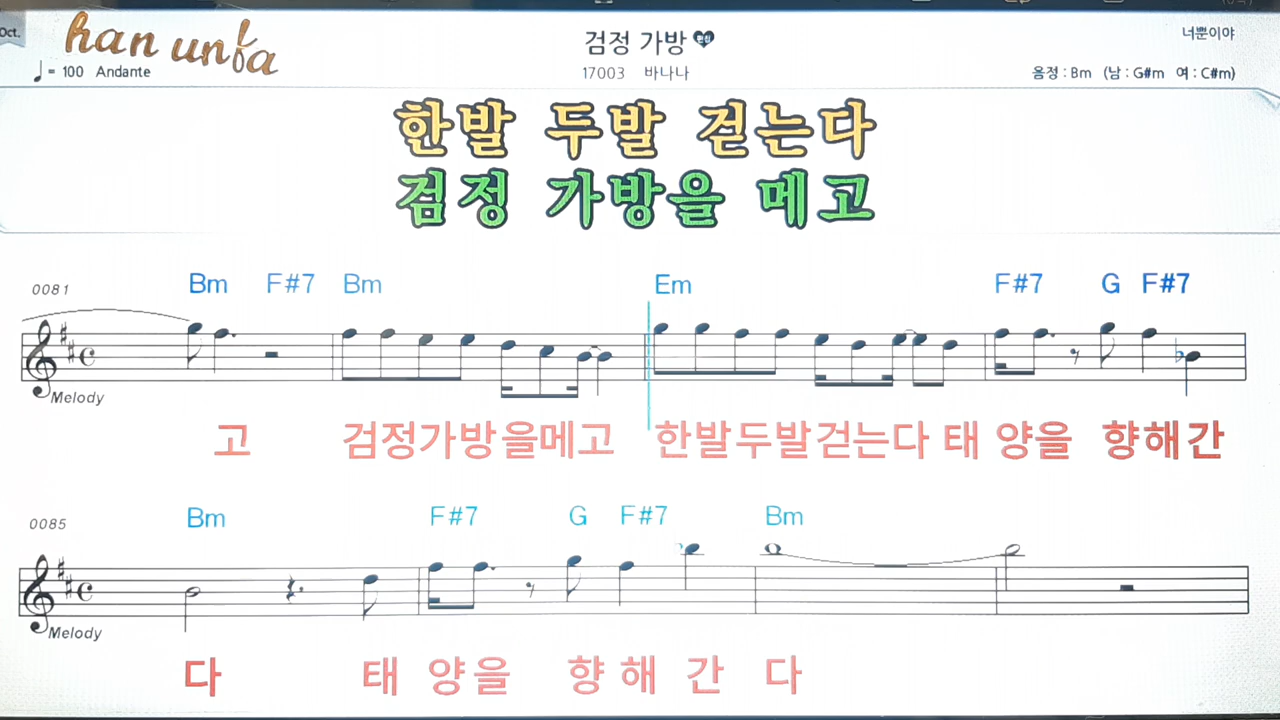 Oct.
han unfa
검정 가방
너뿐이야
♩= 100 Andante
17003 바나나
음정 : Bm (남 : G#m 여 : C#m)
한발 두발 걷는다
검정 가방을 메고
0081 Bm F#7 Bm Em F#7 G F#7
Melody
고 검정가방을메고 한발두발걷는다 태 양을 향해간
0085 Bm F#7 G F#7 Bm
Melody
다 태 양을 향해 간 다